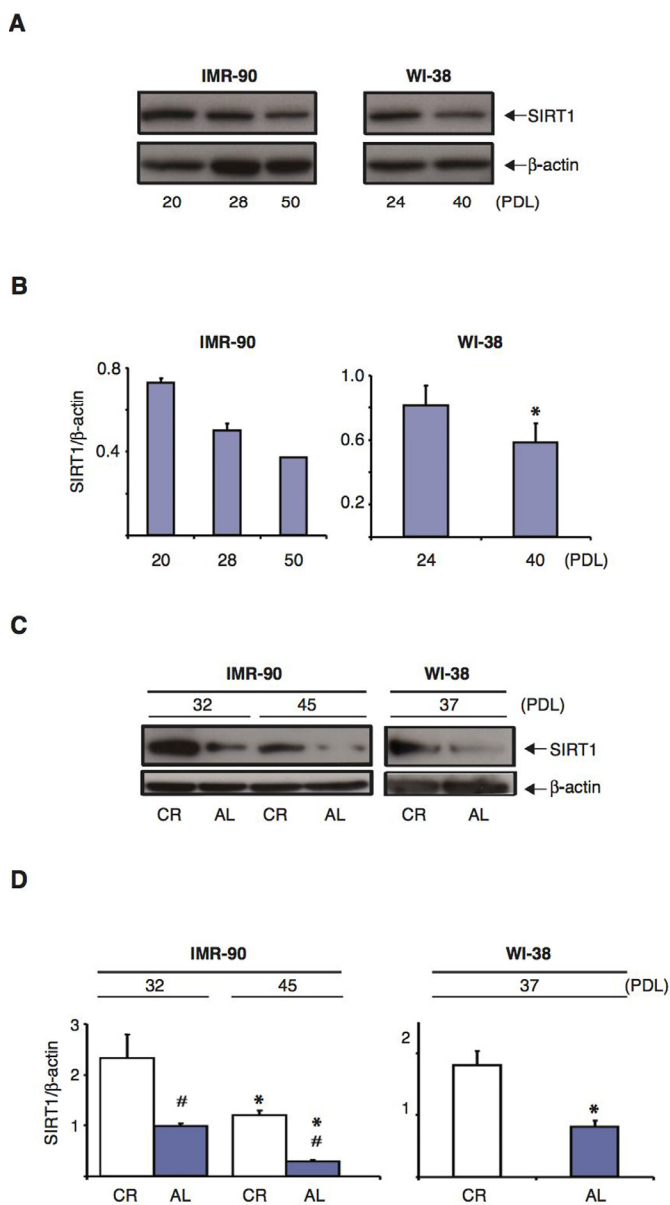 A
IMR-90 WI-38
←SIRT1
←β-actin
20 28 50 24 40 (PDL)
B
IMR-90 WI-38
SIRT1/β-actin
0.8
0.4
1.0
0.6
0.2
*
20 28 50 24 40 (PDL)
C
IMR-90 WI-38
32 45 37 (PDL)
←SIRT1
←β-actin
CR AL CR AL CR AL
D
IMR-90 WI-38
32 45 37 (PDL)
SIRT1/β-actin
3
2
1
#
*
*
#
2
1
*
CR AL CR AL CR AL